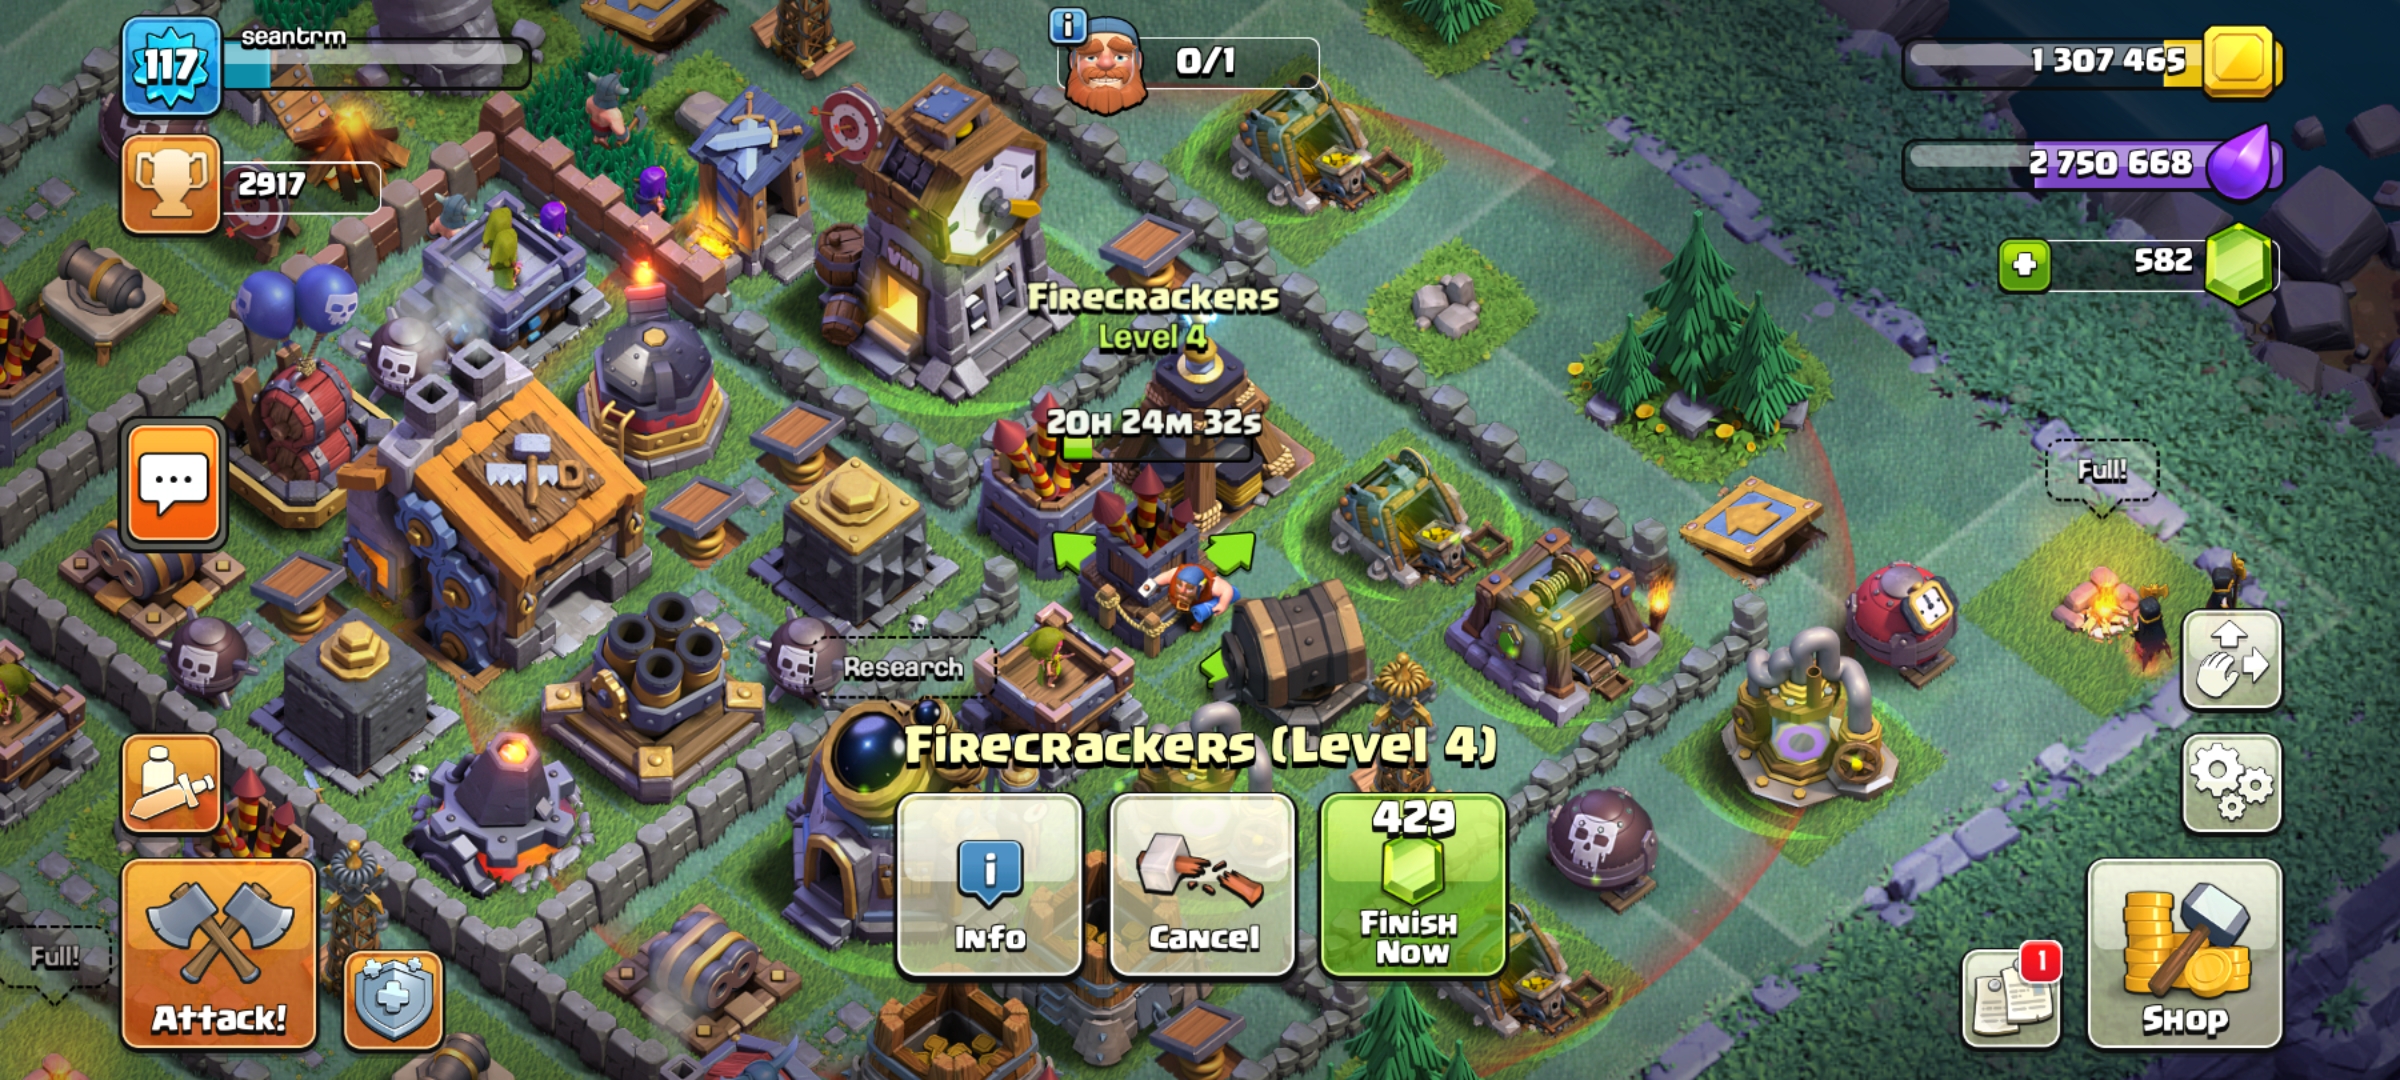 117
seantrm
0/1
1 307 465
2917
2 750 668
582
VIII
Firecrackers
Level 4
20H 24M 32s
Full!
Research
Firecrackers (Level 4)
Info
Cancel
429
Finish
Now
Full!
Attack!
1
Shop